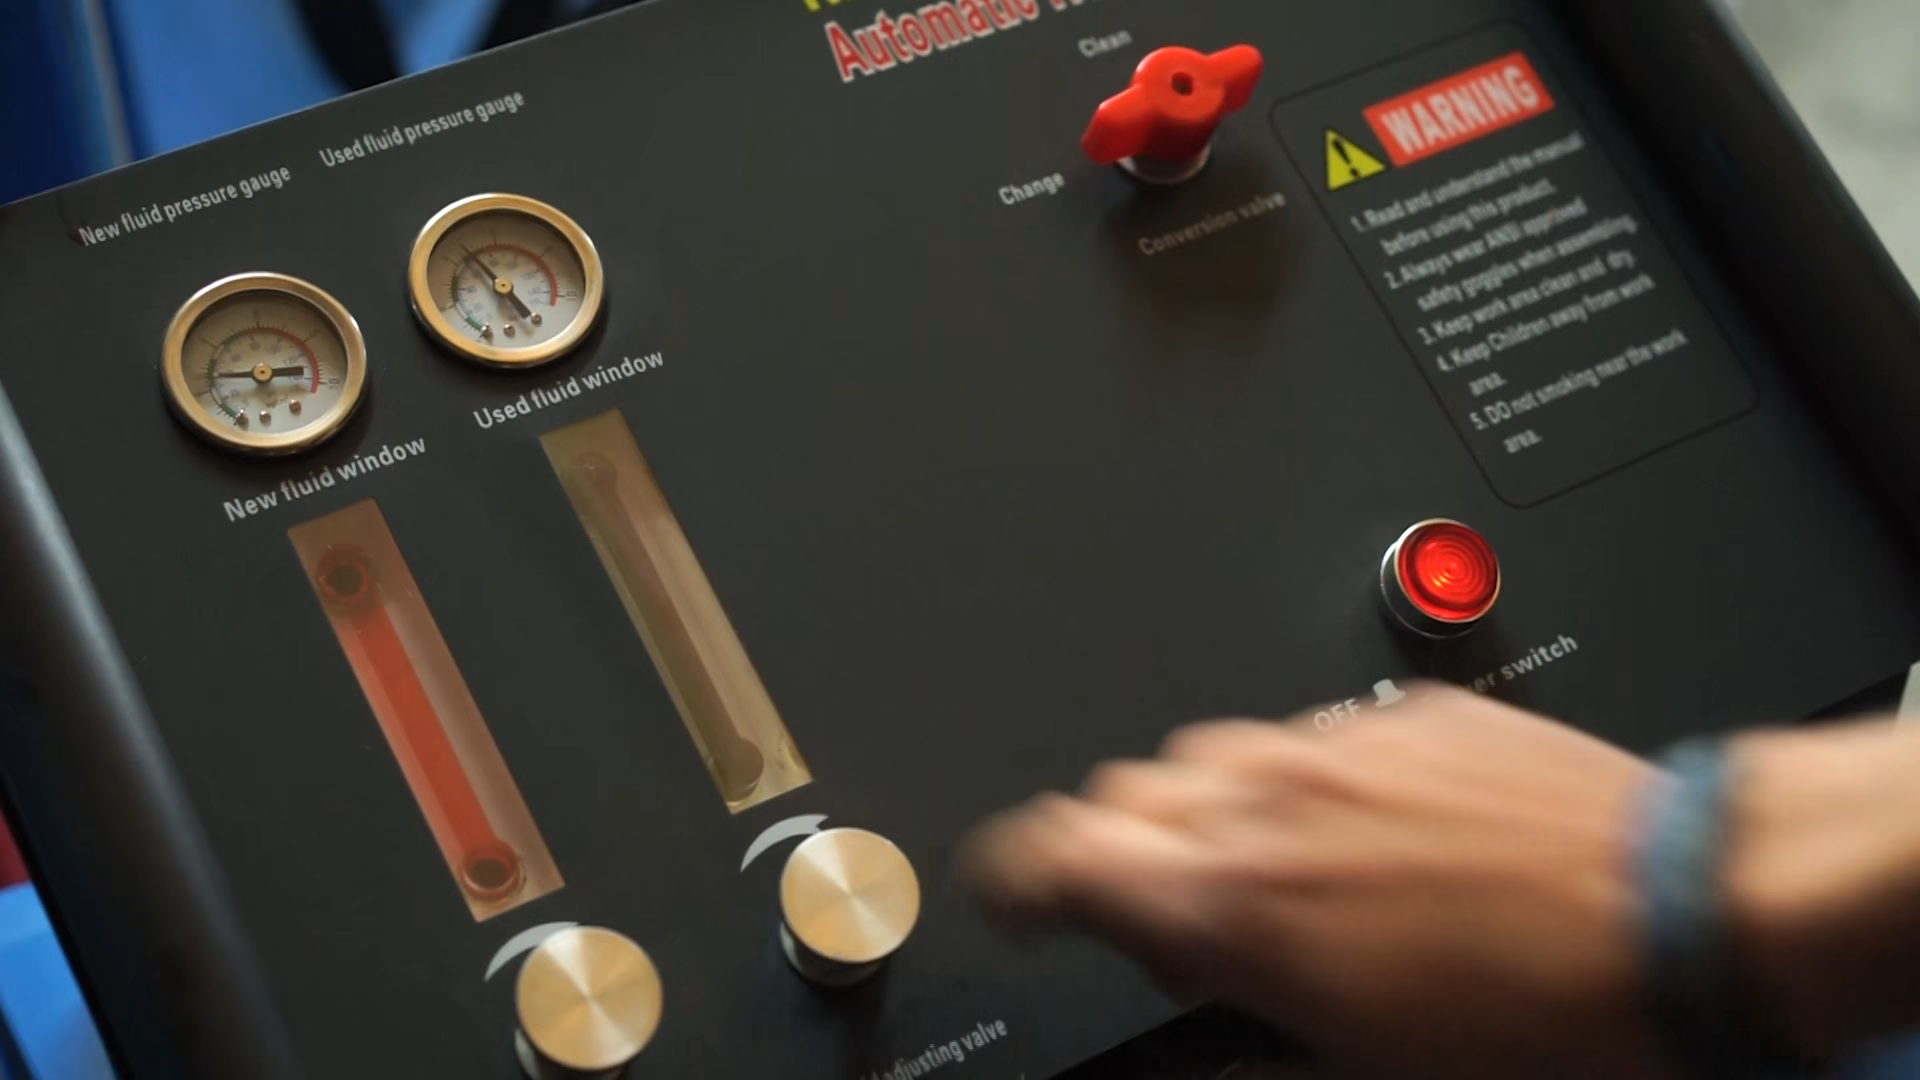 Automatic
Clean
Used fluid pressure gauge
New fluid pressure gauge
Change
Conversion valve
WARNING
1. Read and understand the manual
before using this product.
2. Always wear ANSI approved
safety goggles when assembling.
3. Keep work area clean and dry.
4. Keep Children away from work
area.
5. DO not smoking near the work
area.
Used fluid window
New fluid window
switch
OFF
adjusting valve